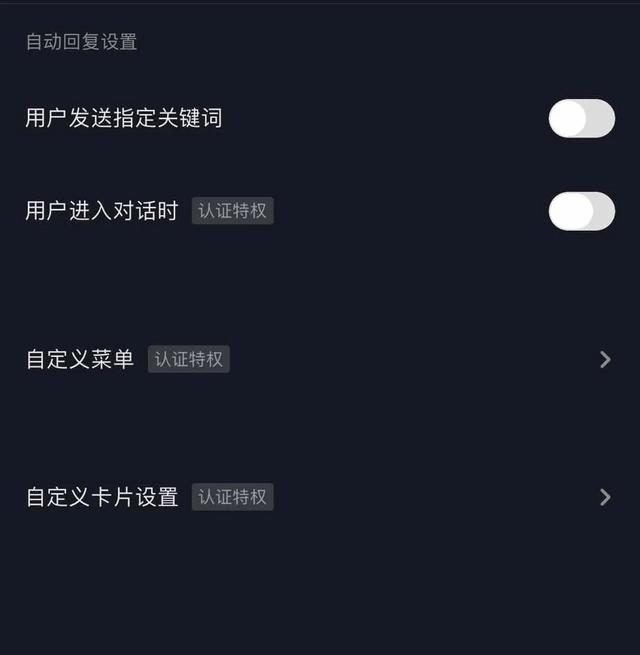 自动回复设置
用户发送指定关键词
用户进入对话时 认证特权
自定义菜单 认证特权
自定义卡片设置 认证特权